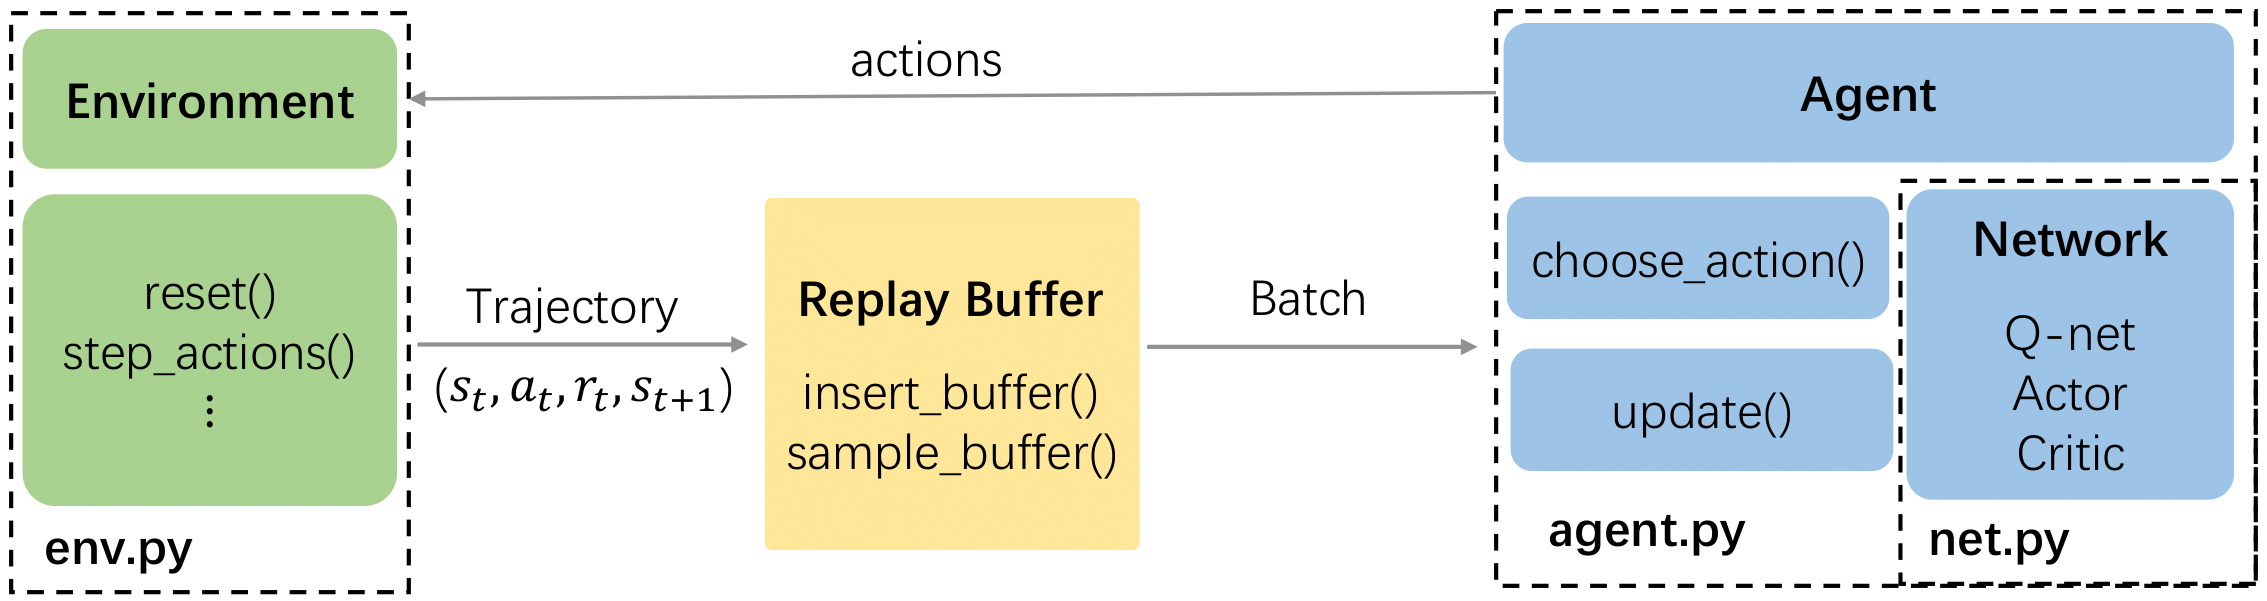 Environment
reset()
step_actions()
⋮
env.py
actions
Trajectory
(s_t, a_t, r_t, s_{t+1})
Replay Buffer
insert_buffer()
sample_buffer()
Batch
Agent
choose_action()
update()
agent.py
Network
Q-net
Actor
Critic
net.py